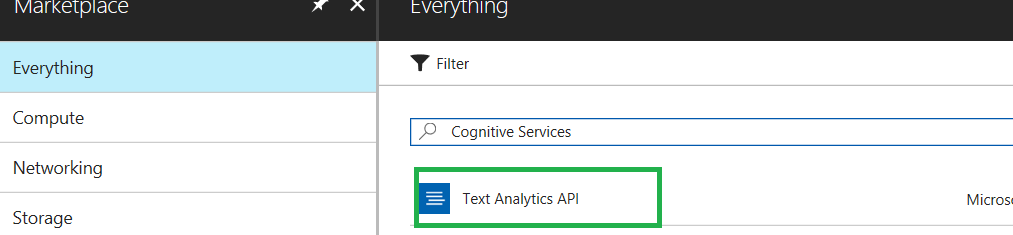 Marketplace
Everything
Compute
Networking
Storage
Everything
Filter
Cognitive Services
Text Analytics API